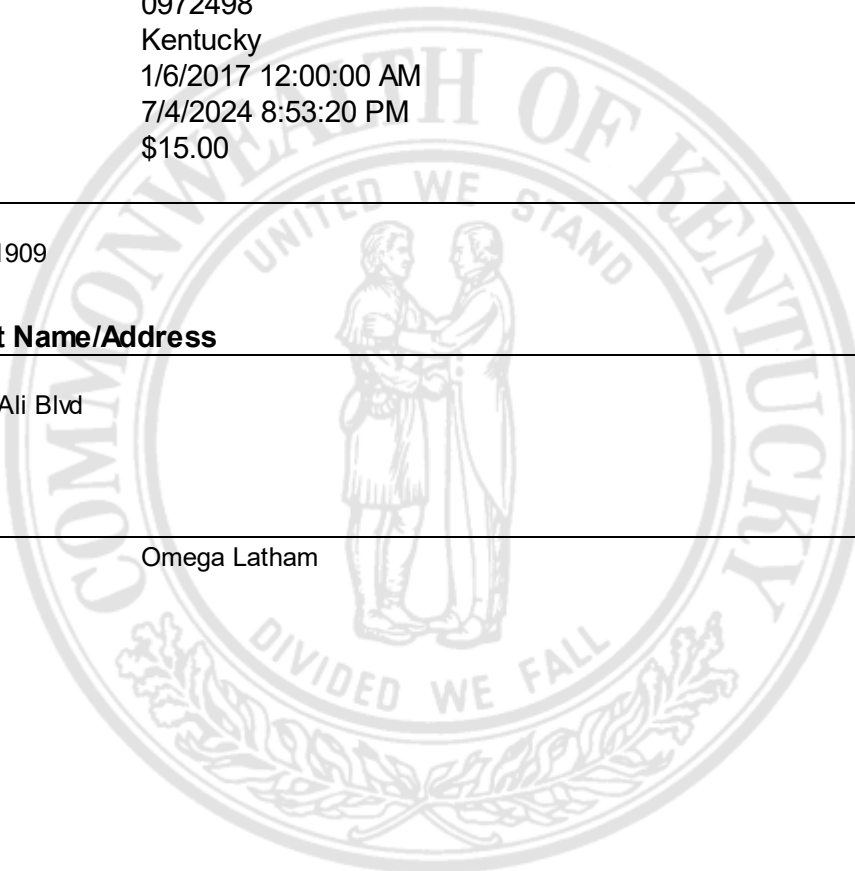 0972498
Kentucky
1/6/2017 12:00:00 AM
7/4/2024 8:53:20 PM
$15.00
1909
t Name/Address
Ali Blvd
Omega Latham
COMMONWEALTH OF KENTUCKY
UNITED WE STAND
DIVIDED WE FALL